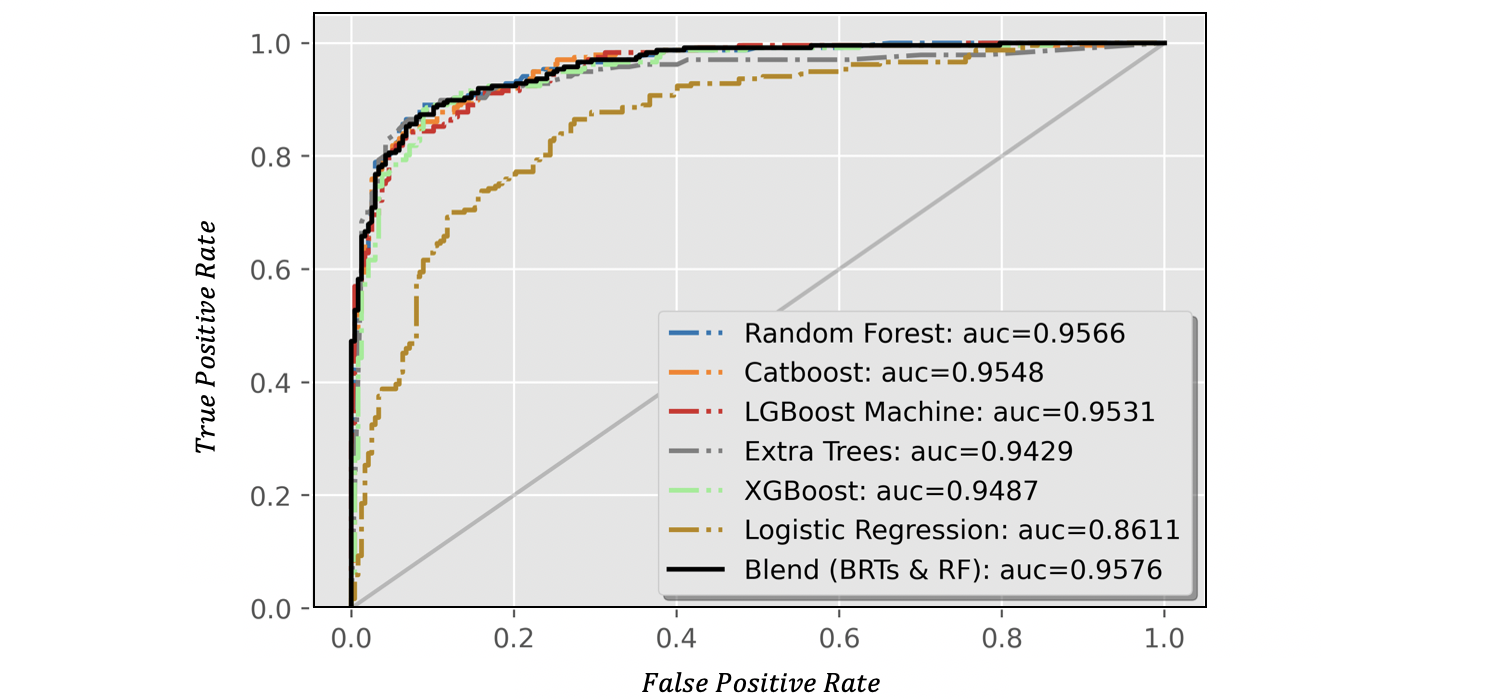 True Positive Rate
1.0
0.8
0.6
0.4
0.2
0.0
Random Forest: auc=0.9566
Catboost: auc=0.9548
LGBoost Machine: auc=0.9531
Extra Trees: auc=0.9429
XGBoost: auc=0.9487
Logistic Regression: auc=0.8611
Blend (BRTs & RF): auc=0.9576
0.0 0.2 0.4 0.6 0.8 1.0
False Positive Rate